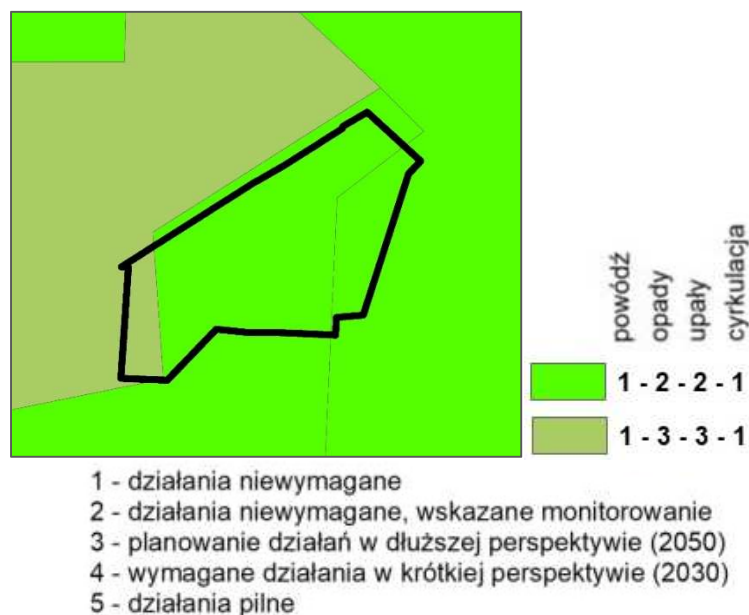 powódź
opady
upały
cyrkulacja
1 - 2 - 2 - 1
1 - 3 - 3 - 1
1 - działania niewymagane
2 - działania niewymagane, wskazane monitorowanie
3 - planowanie działań w dłuższej perspektywie (2050)
4 - wymagane działania w krótkiej perspektywie (2030)
5 - działania pilne